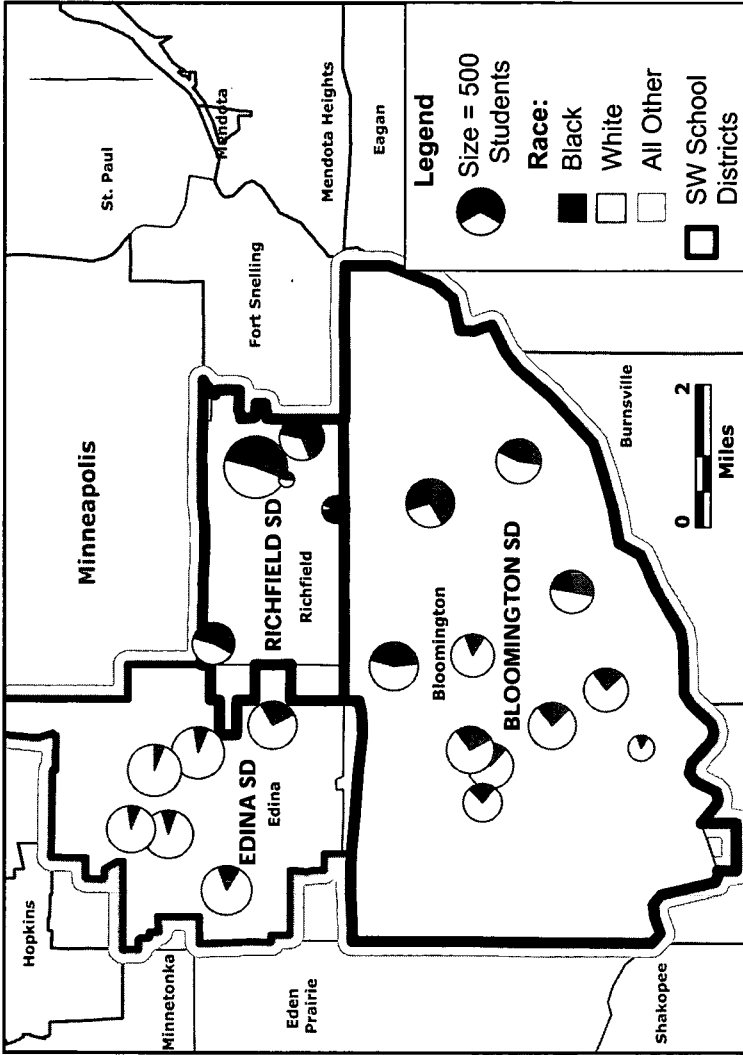 Hopkins
Minnetonka
Eden
Prairie
Shakopee
Minneapolis
EDINA SD
Edina
RICHFIELD SD
Richfield
Bloomington
BLOOMINGTON SD
St. Paul
Fort Snelling
Mendota
Mendota Heights
Eagan
Burnsville
0 2
Miles
Legend
Size = 500
Students
Race:
Black
White
All Other
SW School
Districts